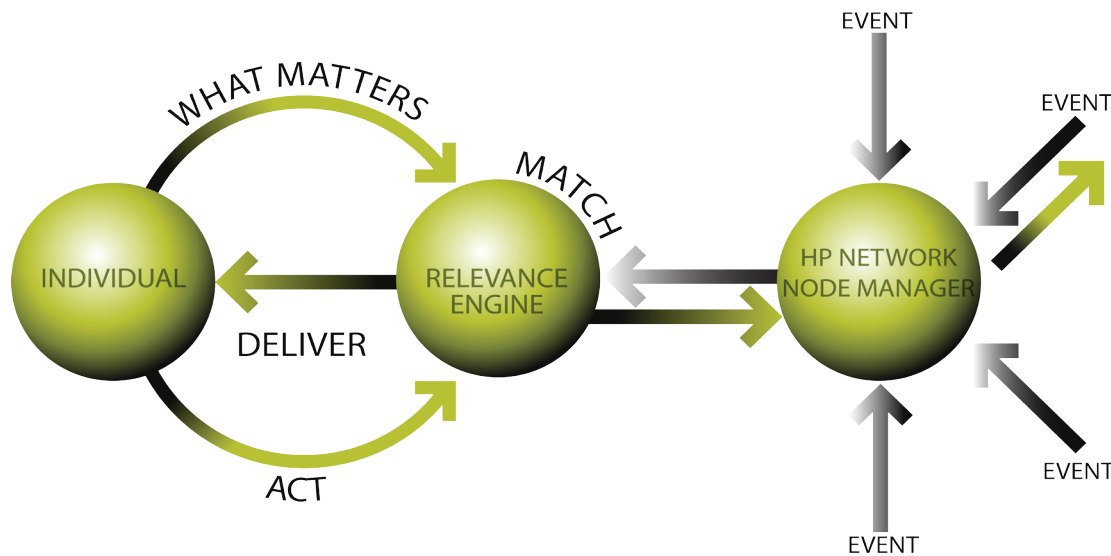 EVENT
EVENT
WHAT MATTERS
MATCH
INDIVIDUAL
RELEVANCE
ENGINE
HP NETWORK
NODE MANAGER
DELIVER
ACT
EVENT
EVENT